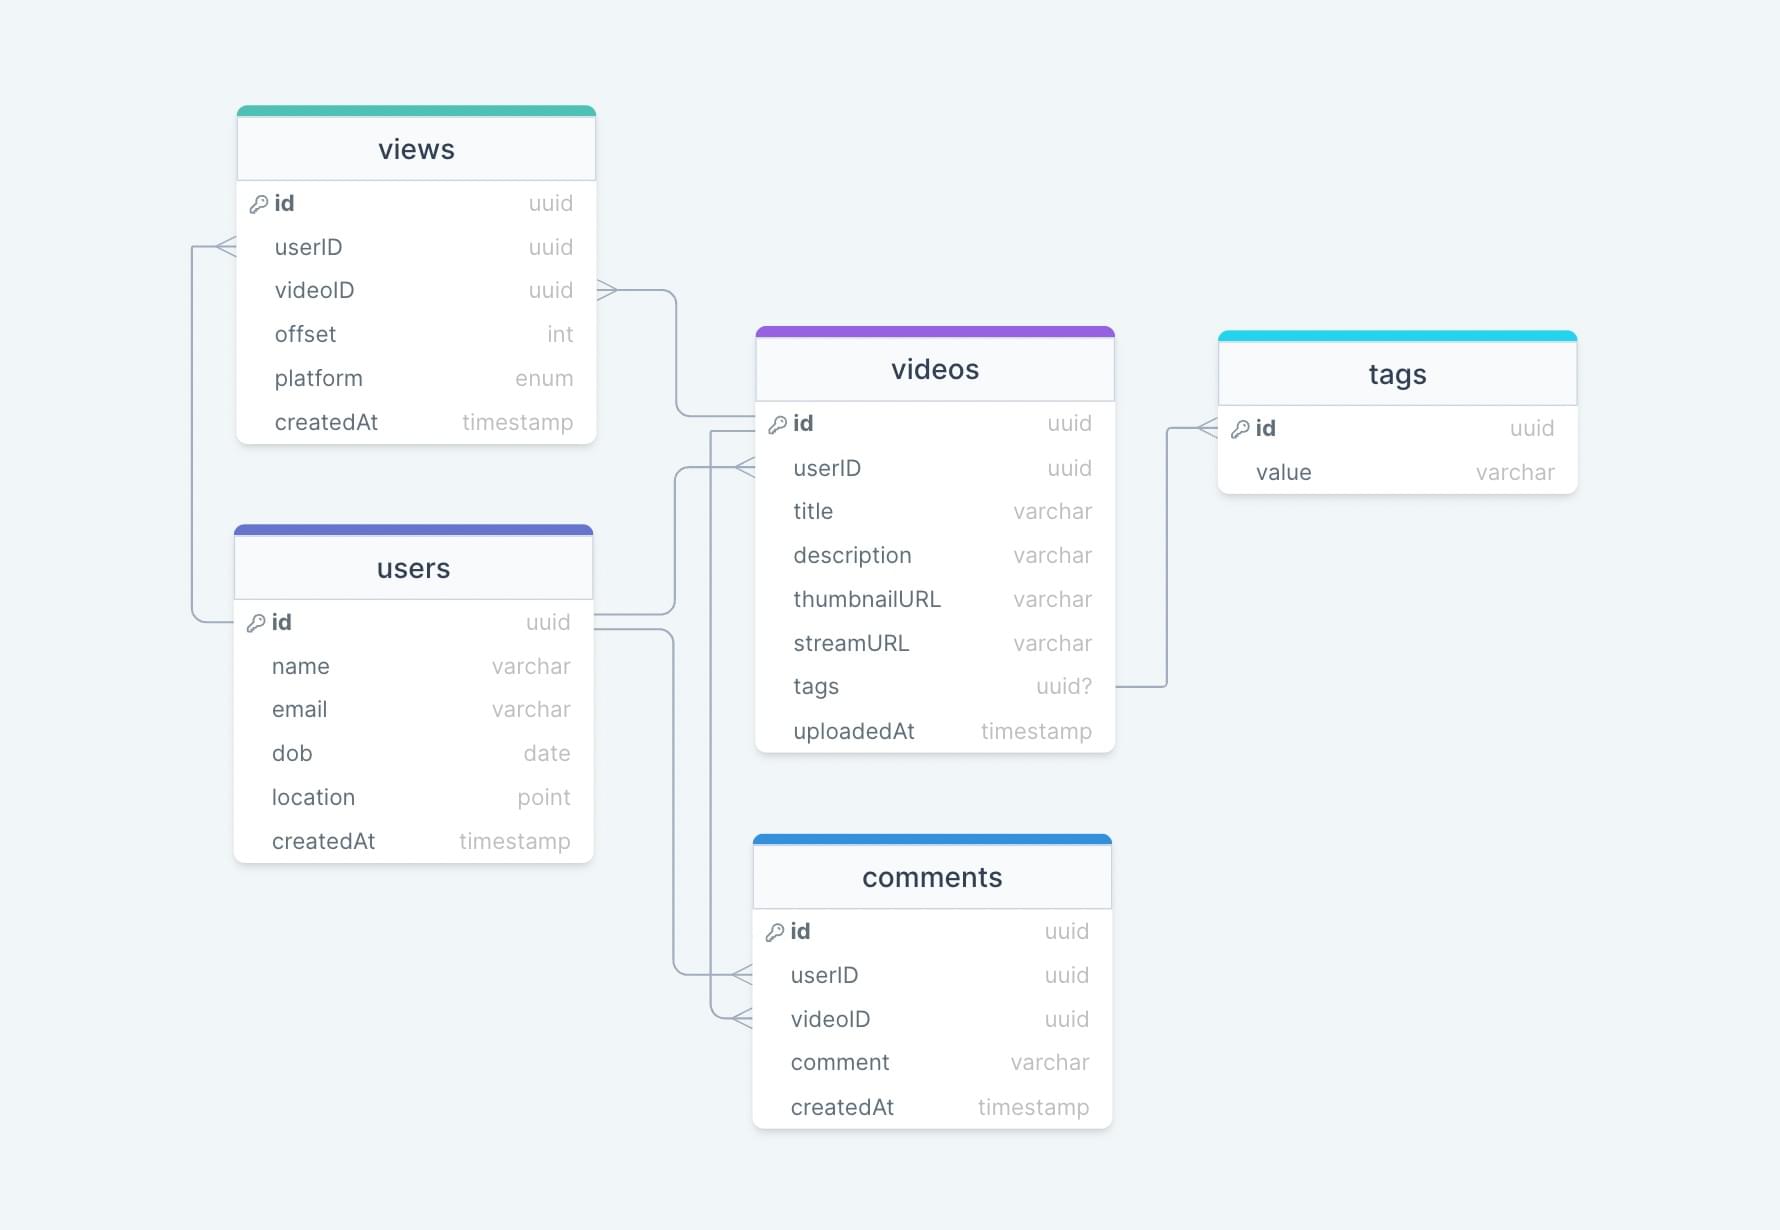 views
id uuid
userID uuid
videoID uuid
offset int
platform enum
createdAt timestamp
users
id uuid
name varchar
email varchar
dob date
location point
createdAt timestamp
videos
id uuid
userID uuid
title varchar
description varchar
thumbnailURL varchar
streamURL varchar
tags uuid?
uploadedAt timestamp
comments
id uuid
userID uuid
videoID uuid
comment varchar
createdAt timestamp
tags
id uuid
value varchar